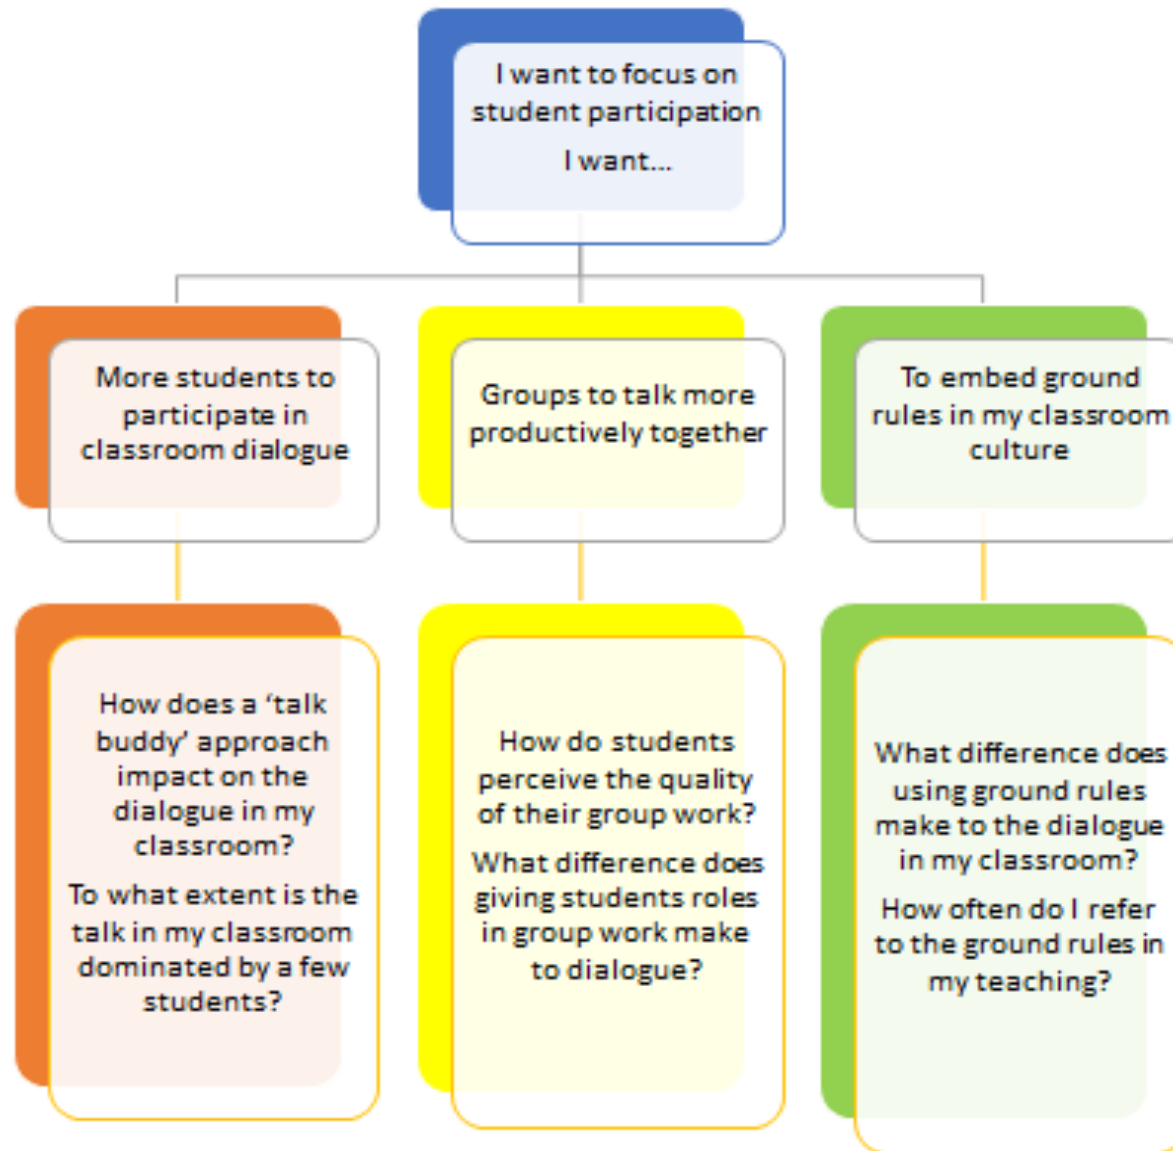 I want to focus on
student participation
I want...
More students to
participate in
classroom dialogue
Groups to talk more
productively together
To embed ground
rules in my classroom
culture
How does a ‘talk
buddy’ approach
impact on the
dialogue in my
classroom?
To what extent is the
talk in my classroom
dominated by a few
students?
How do students
perceive the quality
of their group work?
What difference does
giving students roles
in group work make
to dialogue?
What difference does
using ground rules
make to the dialogue
in my classroom?
How often do I refer
to the ground rules in
my teaching?